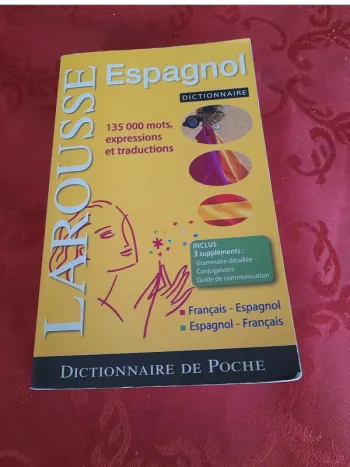 LAROUSSE
Espagnol
DICTIONNAIRE
135 000 mots,
expressions
et traductions
INCLUS
3 suppléments :
Grammaire détaillée
Conjugaisons
Guide de communication
Français - Espagnol
Espagnol - Français
DICTIONNAIRE DE POCHE